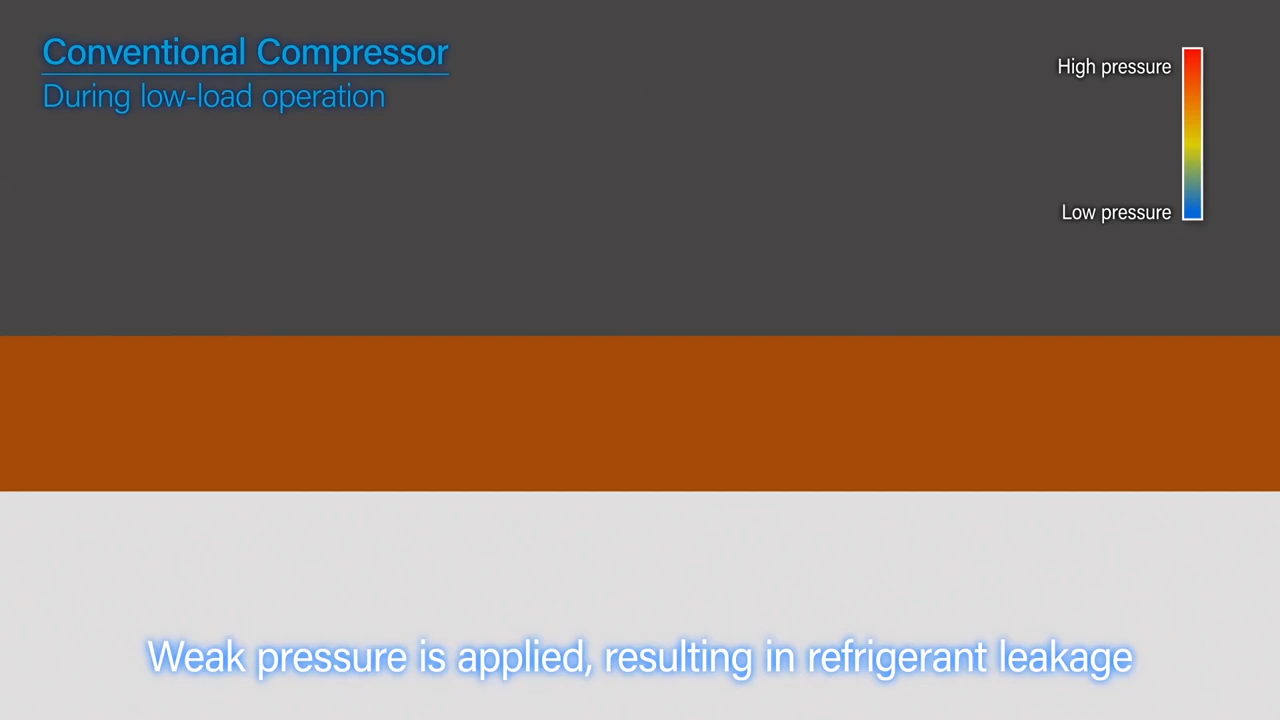 Conventional Compressor
During low-load operation
High pressure
Low pressure
Weak pressure is applied, resulting in refrigerant leakage